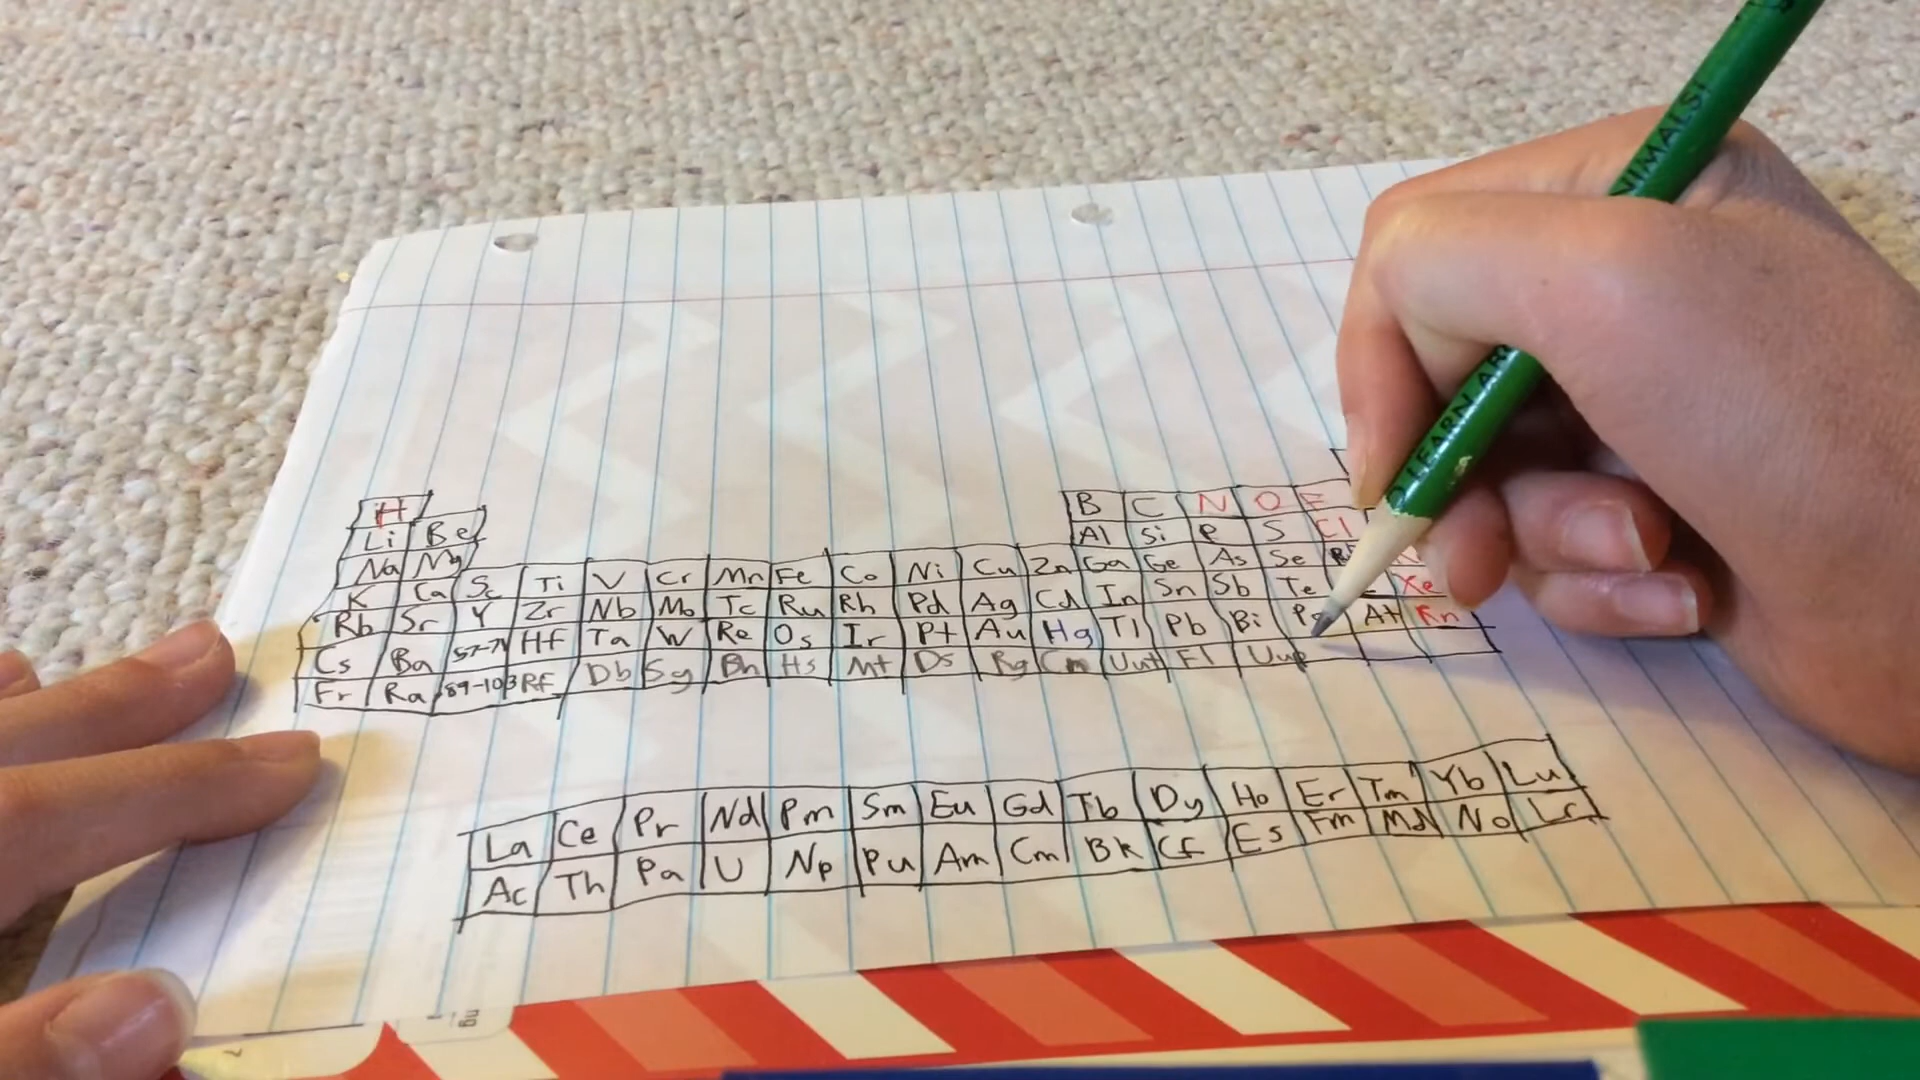 H
Li Be B C N O F
Na Mg Al Si P S Cl
K Ca Sc Ti V Cr Mn Fe Co Ni Cu Zn Ga Ge As Se
Rb Sr Y Zr Nb Mo Tc Ru Rh Pd Ag Cd In Sn Sb Te Xe
Cs Ba 57-71 Hf Ta W Re Os Ir Pt Au Hg Tl Pb Bi Po At Rn
Fr Ra 89-103 RF Db Sg Bh Hs Mt Ds Rg Cn Uut Fl Uup
La Ce Pr Nd Pm Sm Eu Gd Tb Dy Ho Er Tm Yb Lu
Ac Th Pa U Np Pu Am Cm Bk Cf Es Fm Md No Lr
O LEARN AR
NIMALS!
ng